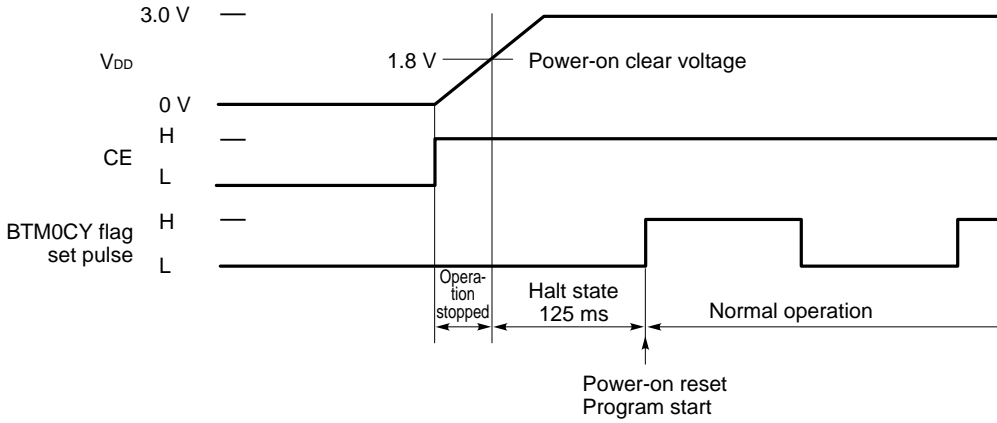 3.0 V
VDD
1.8 V
Power-on clear voltage
0 V
H
CE
L
H
BTM0CY flag
set pulse
L
Opera-
tion
stopped
Halt state
125 ms
Normal operation
Power-on reset
Program start